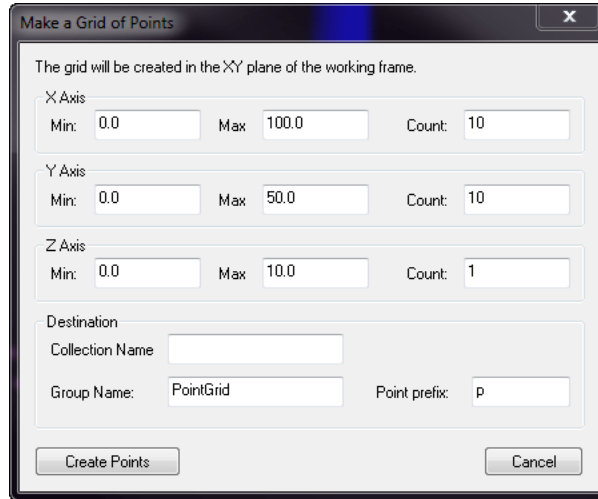 Make a Grid of Points
x
The grid will be created in the XY plane of the working frame.
X Axis
Min: 0.0 Max 100.0 Count: 10
Y Axis
Min: 0.0 Max 50.0 Count: 10
Z Axis
Min: 0.0 Max 10.0 Count: 1
Destination
Collection Name
Group Name: PointGrid Point prefix: p
Create Points Cancel